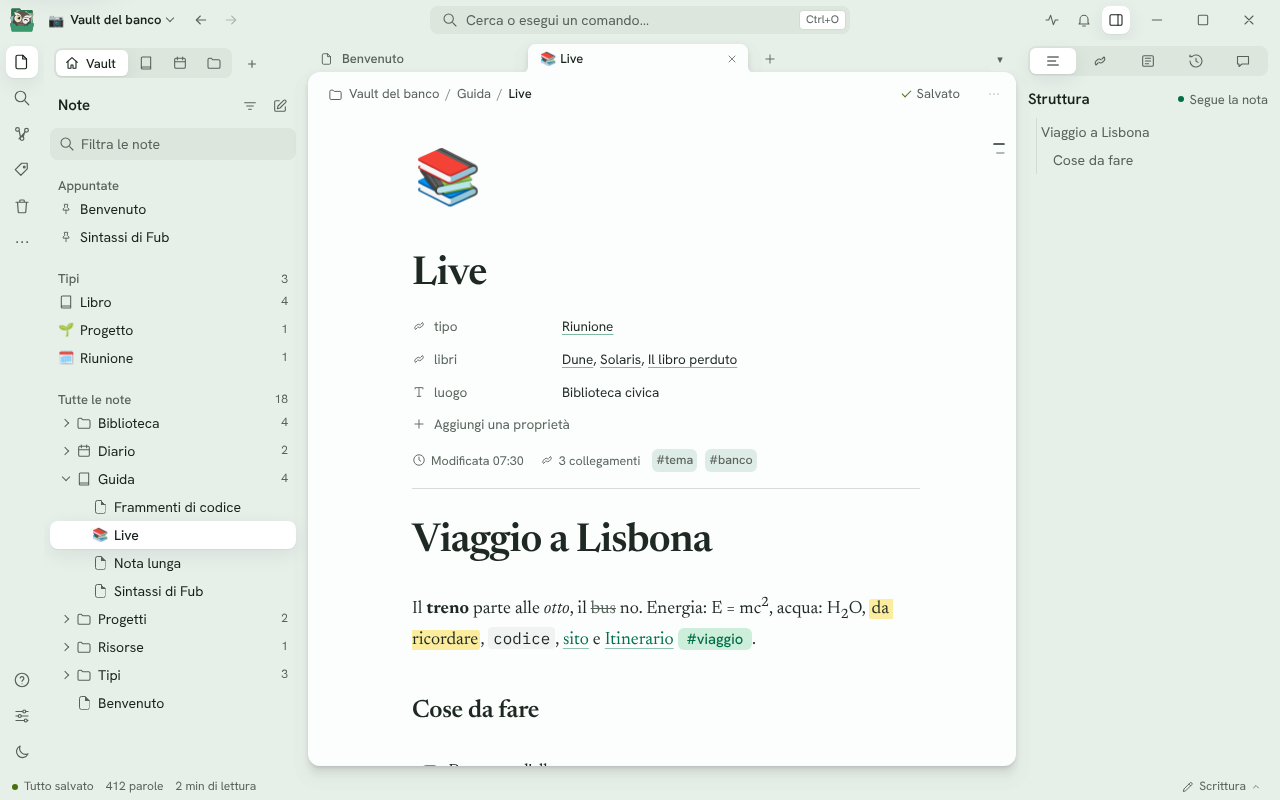 Vault del banco
Cerca o esegui un comando...
Ctrl+O
Vault
Benvenuto
Live
Note
Filtra le note
Appuntate
Benvenuto
Sintassi di Fub
Tipi 3
Libro 4
Progetto 1
Riunione 1
Tutte le note 18
Biblioteca 4
Diario 2
Guida 4
Frammenti di codice
Live
Nota lunga
Sintassi di Fub
Progetti 2
Risorse 1
Tipi 3
Benvenuto
Vault del banco / Guida / Live
Salvato
Live
tipo Riunione
libri Dune, Solaris, Il libro perduto
luogo Biblioteca civica
Aggiungi una proprietà
Modificata 07:30 3 collegamenti #tema #banco
Viaggio a Lisbona
Il treno parte alle otto, il bus no. Energia: E = mc², acqua: H₂O, da
ricordare, codice, sito e Itinerario #viaggio.
Cose da fare
Struttura
Segue la nota
Viaggio a Lisbona
Cose da fare
Tutto salvato 412 parole 2 min di lettura
Scrittura